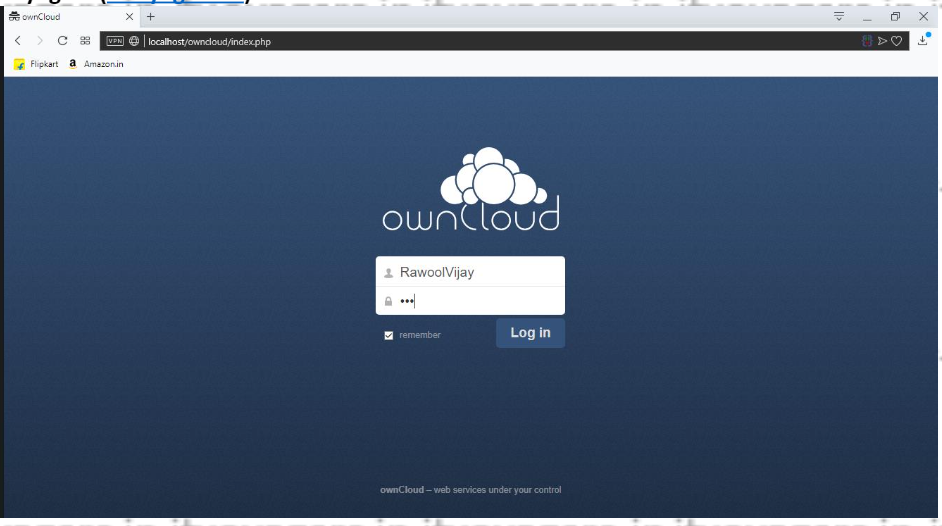 ownCloud
VPN localhost/owncloud/index.php
Flipkart a Amazon.in
ownCloud
RawoolVijay
•••
remember Log in
ownCloud – web services under your control